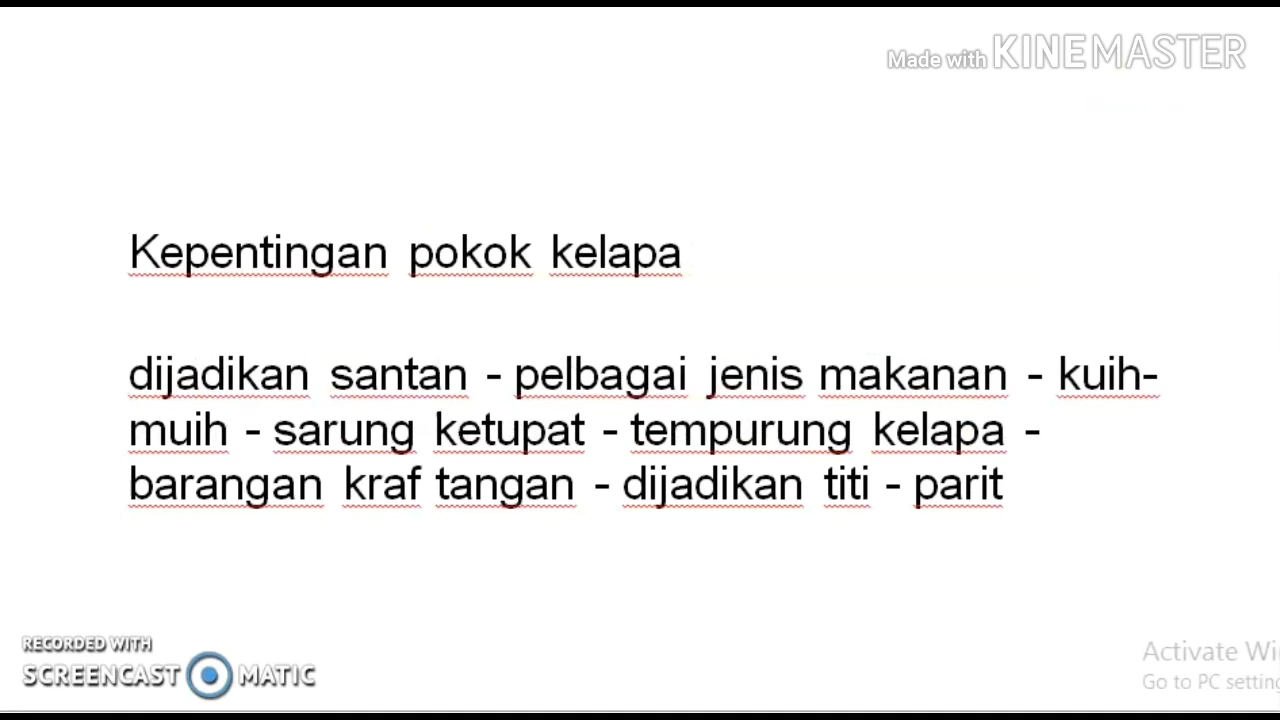 Made with KINEMASTER
Kepentingan pokok kelapa
dijadikan santan - pelbagai jenis makanan - kuih-
muih - sarung ketupat - tempurung kelapa -
barangan kraf tangan - dijadikan titi - parit
RECORDED WITH
SCREENCAST MATIC
Activate Wi
Go to PC setting